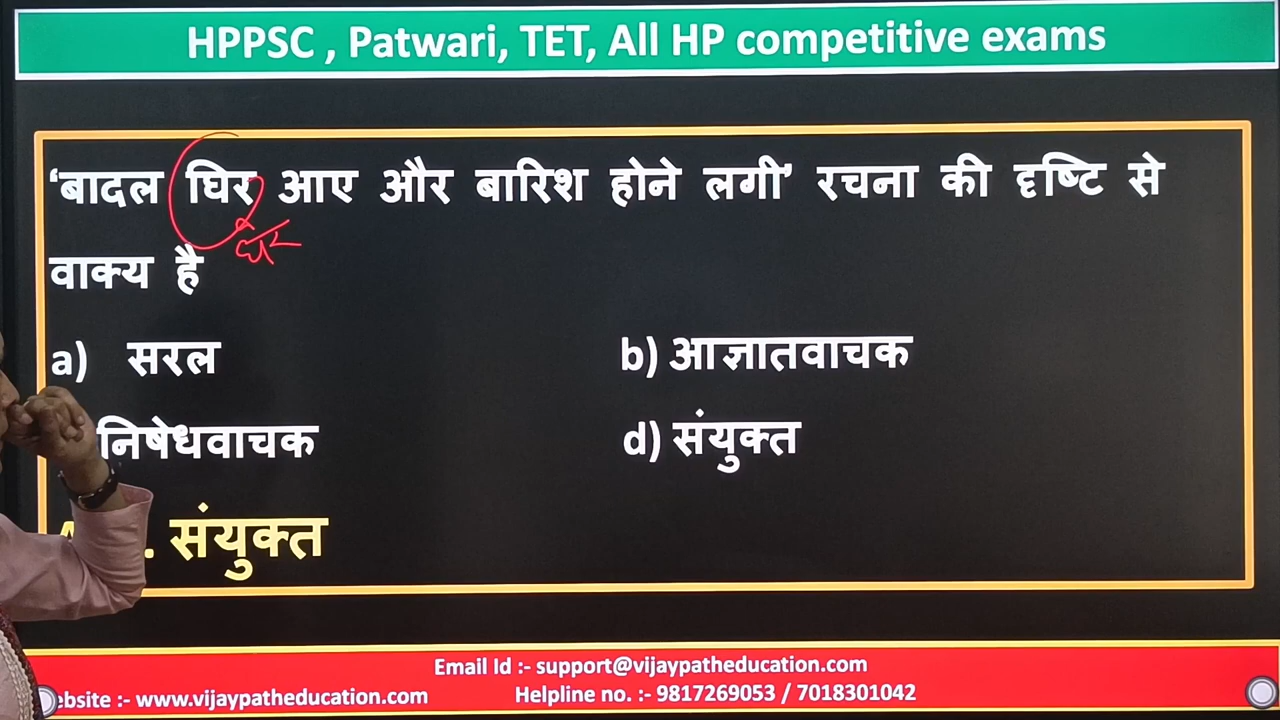 HPPSC , Patwari, TET, All HP competitive exams
‘बादल घिर आए और बारिश होने लगी’ रचना की दृष्टि से
वाक्य है
a) सरल
b) आज्ञातवाचक
निषेधवाचक
d) संयुक्त
. संयुक्त
Email Id :- support@vijaypatheducation.com
ebsite :- www.vijaypatheducation.com
Helpline no. :- 9817269053 / 7018301042